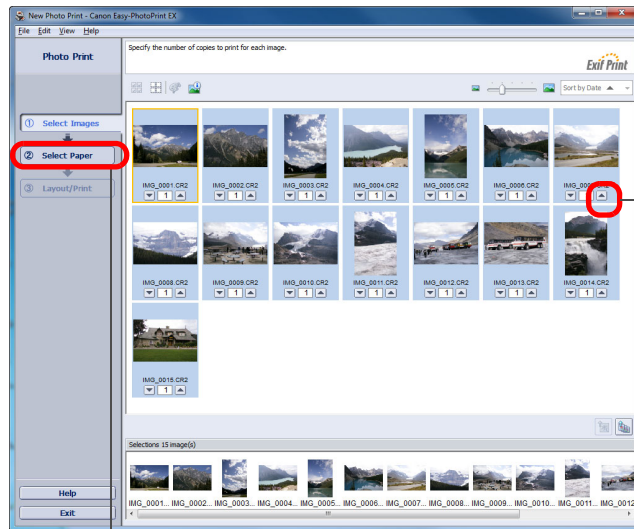 New Photo Print - Canon Easy-PhotoPrint EX
File Edit View Help
Photo Print
Specify the number of copies to print for each image.
Exif Print
Sort by Date
① Select Images
② Select Paper
③ Layout/Print
IMG_0001.CR2 IMG_0002.CR2 IMG_0003.CR2 IMG_0004.CR2 IMG_0005.CR2 IMG_0006.CR2
1 1 1 1 1 1 1
IMG_0008.CR2 IMG_0009.CR2 IMG_0010.CR2 IMG_0011.CR2 IMG_0012.CR2 IMG_0013.CR2 IMG_0014.CR2
1 1 1 1 1 1 1
IMG_0015.CR2
1
Selections 15 image(s)
IMG_0001... IMG_0002... IMG_0003... IMG_0004... IMG_0005... IMG_0006... IMG_0007... IMG_0008... IMG_0009... IMG_0010... IMG_0011... IMG_0012
Help
Exit